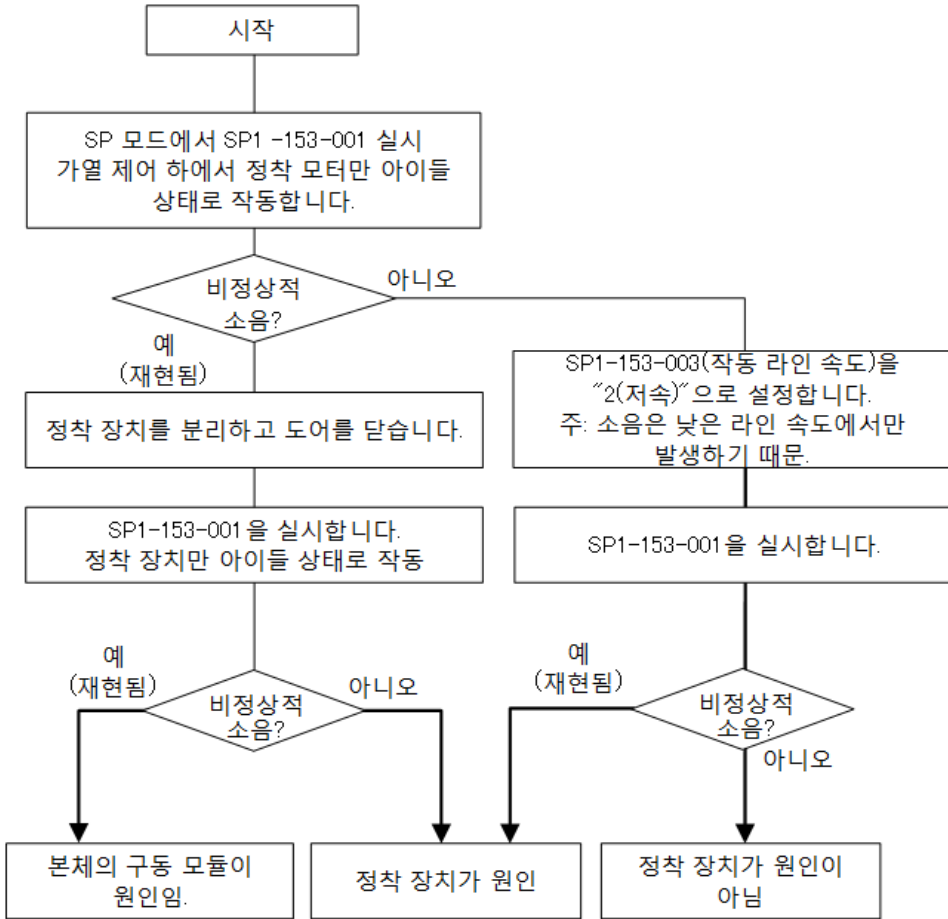 시작
SP 모드에서 SP1 -153-001 실시
가열 제어 하에서 정착 모터만 아이들
상태로 작동합니다.
비정상적
소음?
아니오
예
(재현됨)
SP1-153-003(작동 라인 속도)을
"2(저속)"으로 설정합니다.
주: 소음은 낮은 라인 속도에서만
발생하기 때문.
정착 장치를 분리하고 도어를 닫습니다.
SP1-153-001을 실시합니다.
정착 장치만 아이들 상태로 작동
SP1-153-001을 실시합니다.
예
(재현됨)
비정상적
소음?
아니오
예
(재현됨)
비정상적
소음?
아니오
본체의 구동 모듈이
원인임.
정착 장치가 원인
정착 장치가 원인이
아님